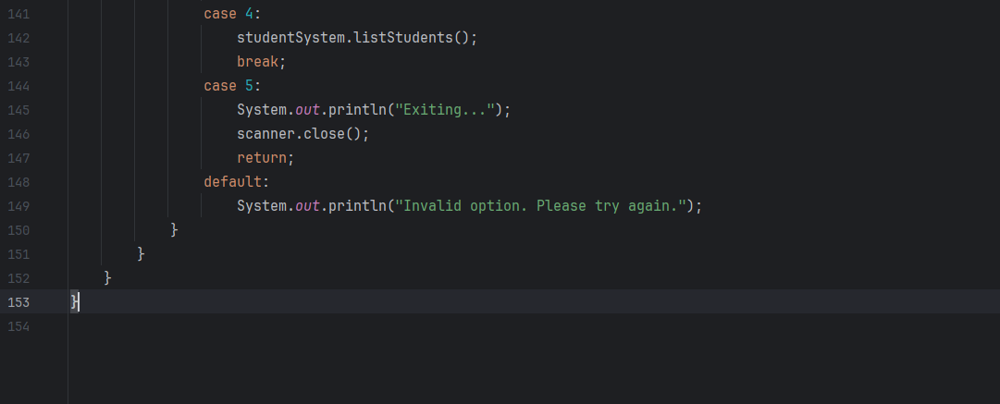 141 case 4:
142 studentSystem.listStudents();
143 break;
144 case 5:
145 System.out.println("Exiting...");
146 scanner.close();
147 return;
148 default:
149 System.out.println("Invalid option. Please try again.");
150 }
151 }
152 }
153 }
154